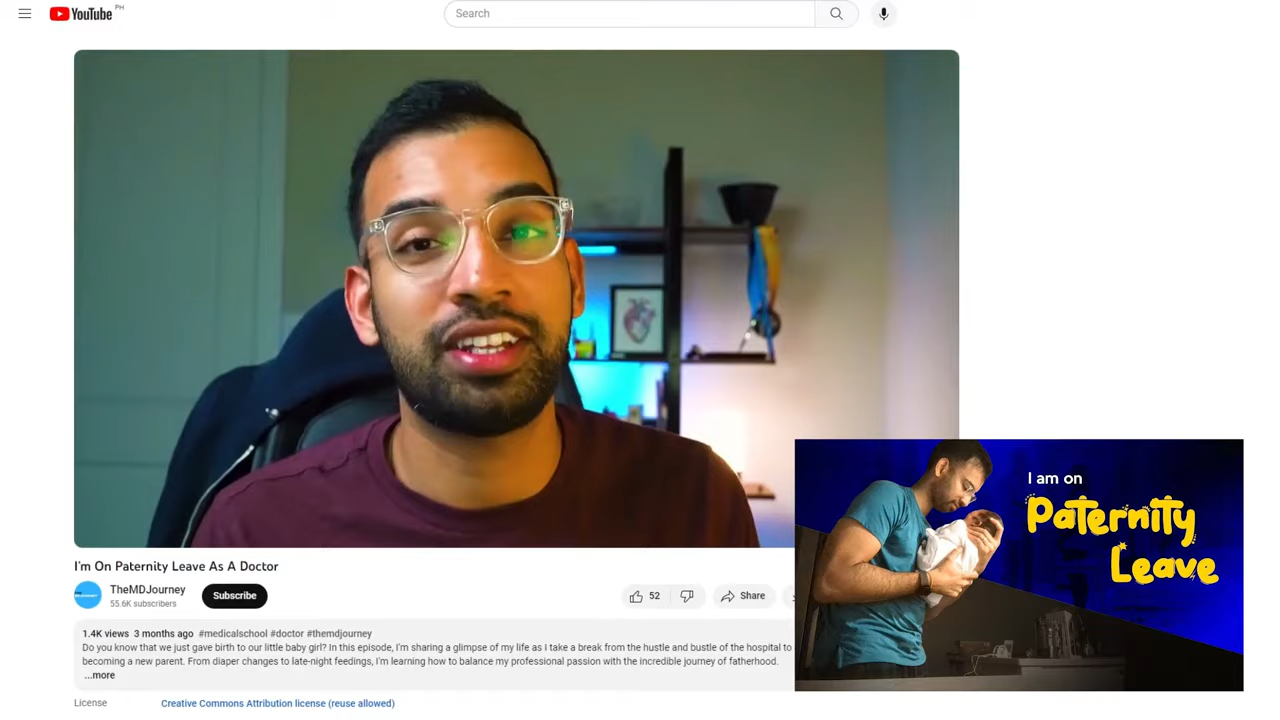 YouTube PH
Search
I'm On Paternity Leave As A Doctor
TheMDJourney
55.6K subscribers
Subscribe
52
Share
1.4K views 3 months ago #medicalschool #doctor #themdjourney
Do you know that we just gave birth to our little baby girl? In this episode, I'm sharing a glimpse of my life as I take a break from the hustle and bustle of the hospital to
becoming a new parent. From diaper changes to late-night feedings, I'm learning how to balance my professional passion with the incredible journey of fatherhood.
...more
License
Creative Commons Attribution license (reuse allowed)
I am on
Paternity
Leave